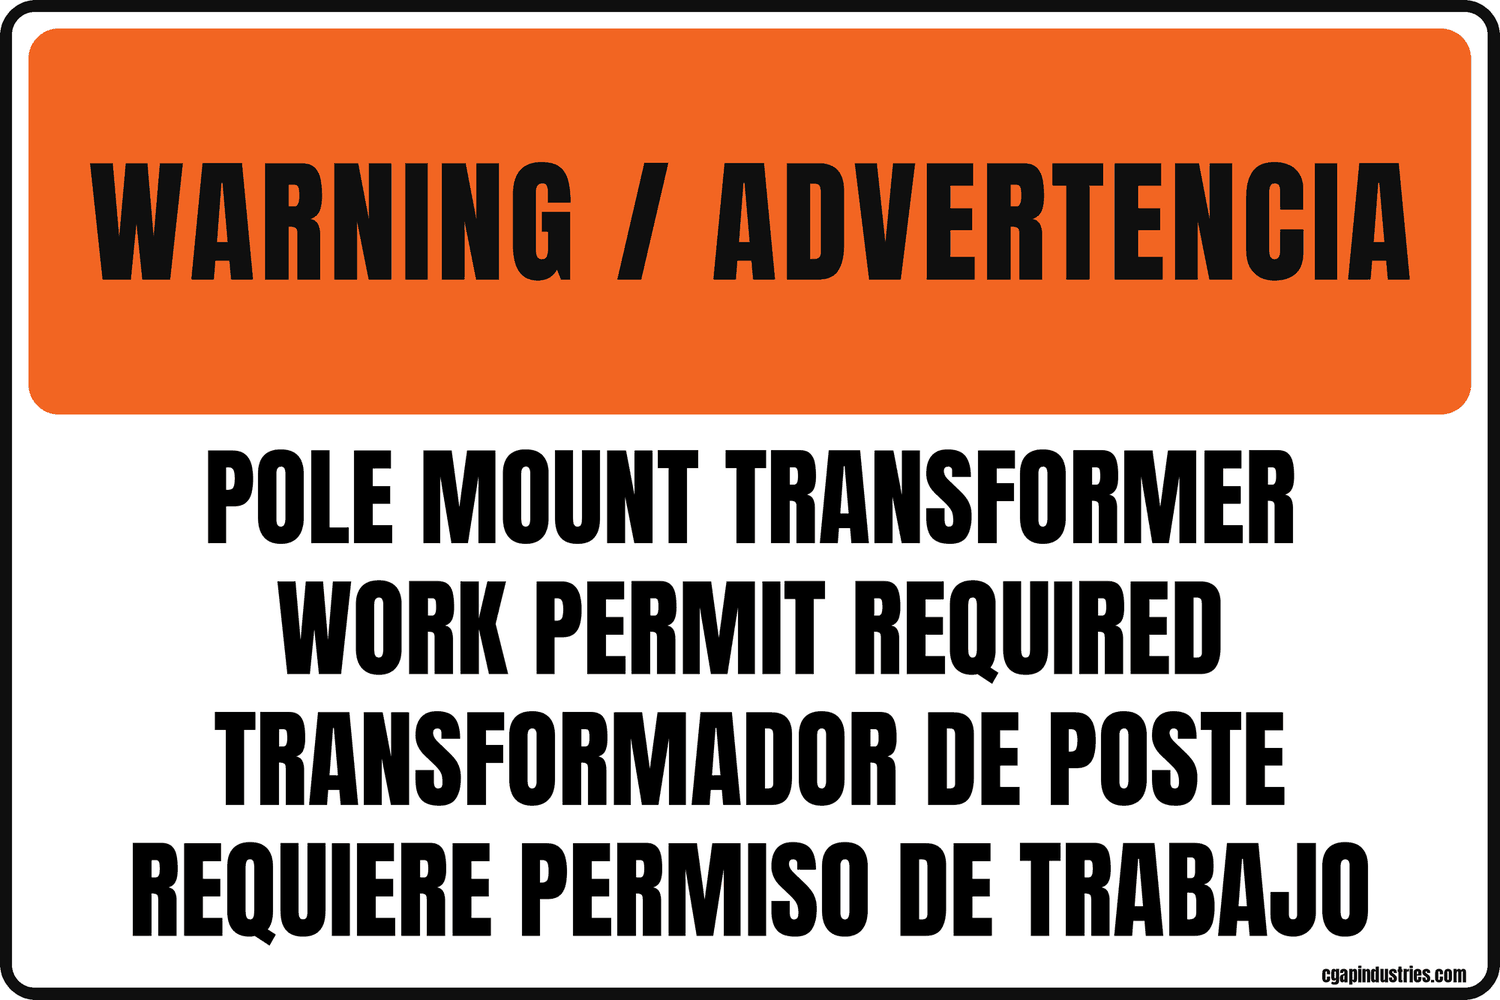 WARNING / ADVERTENCIA
POLE MOUNT TRANSFORMER
WORK PERMIT REQUIRED
TRANSFORMADOR DE POSTE
REQUIERE PERMISO DE TRABAJO
cgapindustries.com